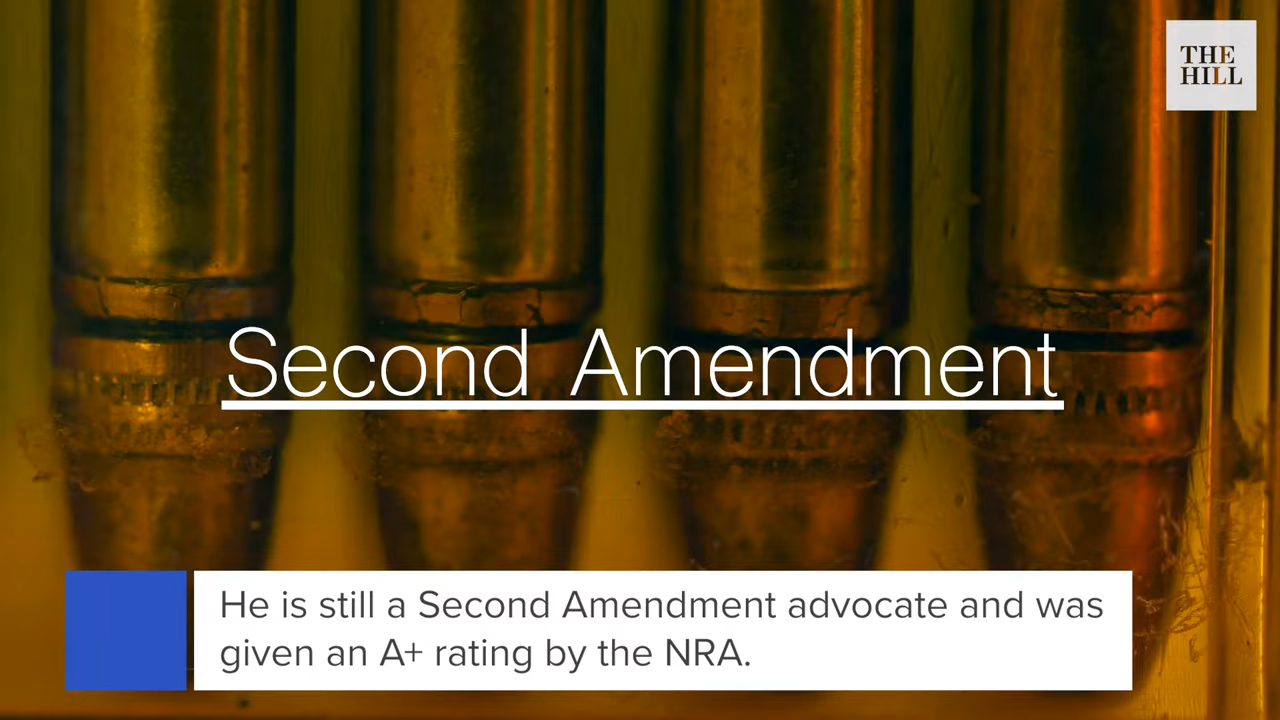 THE
HILL
Second Amendment
He is still a Second Amendment advocate and was
given an A+ rating by the NRA.